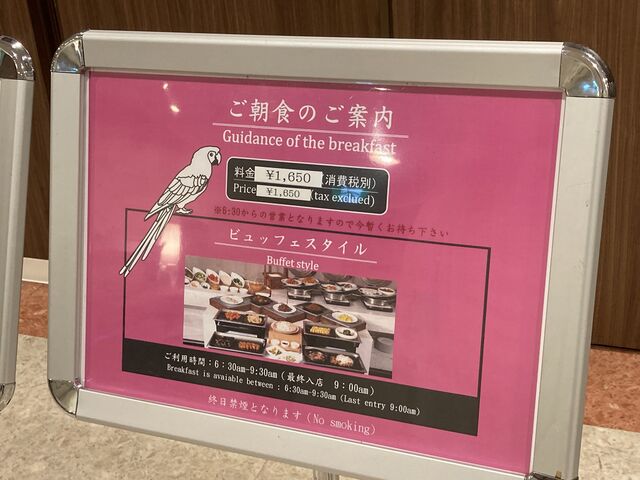 ご朝食のご案内
Guidance of the breakfast
料金 ¥1,650 (消費税別)
Price ¥1,650 (tax exclued)
※6:30からの営業となりますので今暫くお待ち下さい
ビュッフェスタイル
Buffet style
ご利用時間：6：30am-9:30am（最終入店 9：00am）
Breakfast is avaiable between : 6:30am-9:30am (Last entry 9:00am)
終日禁煙となります（No smoking）